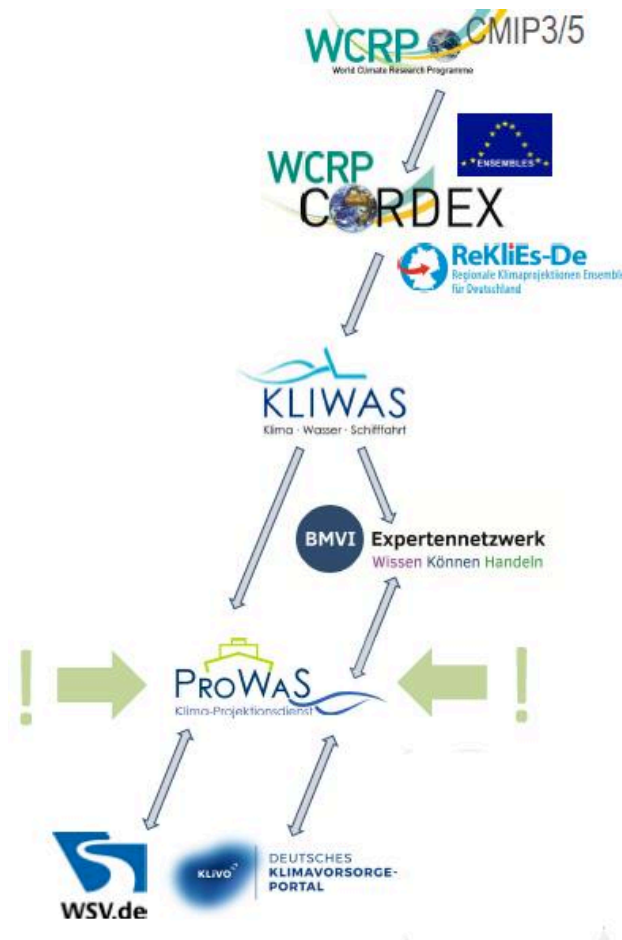 WCRP CMIP3/5
World Climate Research Programme
ENSEMBLES
WCRP
CORDEX
ReKliEs-De
Regionale Klimaprojektionen Ensemble
für Deutschland
KLIWAS
Klima · Wasser · Schifffahrt
BMVI Expertennetzwerk
Wissen Können Handeln
! !
PROWAS
Klima-Projektionsdienst
WSV.de
KLiVO
DEUTSCHES
KLIMAVORSORGE-
PORTAL